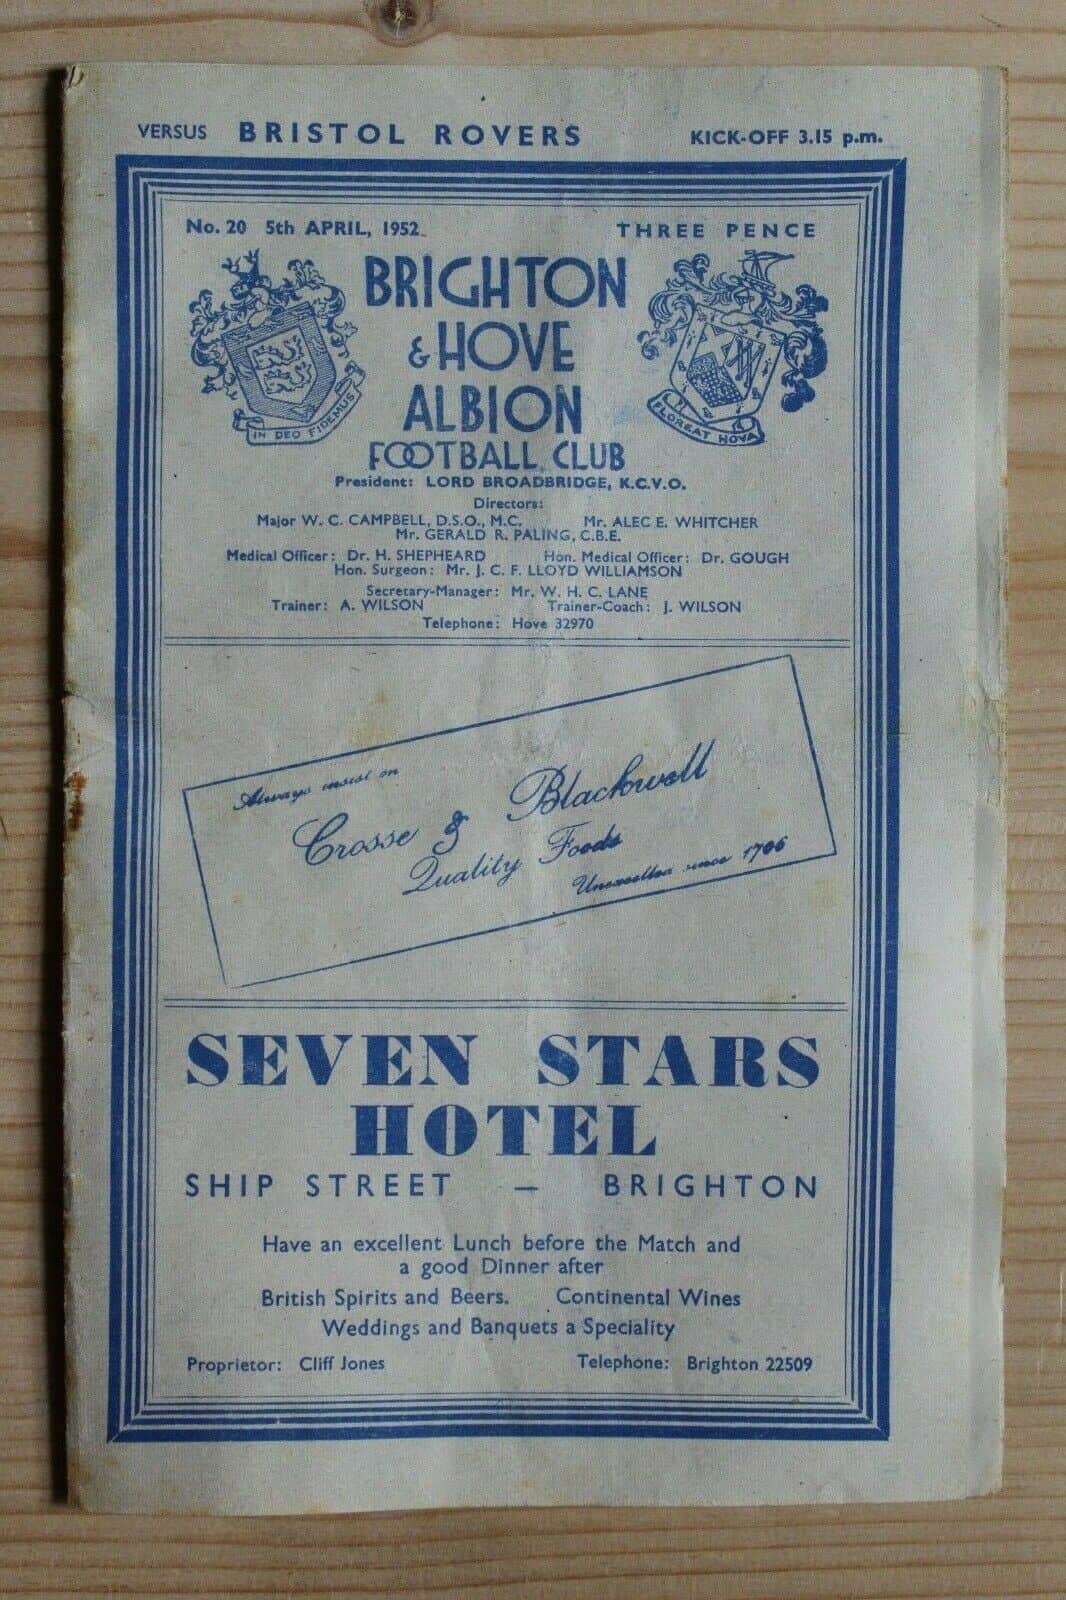 VERSUS BRISTOL ROVERS KICK-OFF 3.15 p.m.
No. 20 5th APRIL, 1952 THREE PENCE
BRIGHTON
& HOVE
ALBION
FOOTBALL CLUB
IN DEO FIDEMUS
FLOREAT HOVA
President: LORD BROADBRIDGE, K.C.V.O.
Directors:
Major W. C. CAMPBELL, D.S.O., M.C. Mr. ALEC E. WHITCHER
Mr. GERALD R. PALING, C.B.E.
Medical Officer: Dr. H. SHEPHEARD Hon. Medical Officer: Dr. GOUGH
Hon. Surgeon: Mr. J. C. F. LLOYD WILLIAMSON
Secretary-Manager: Mr. W. H. C. LANE
Trainer: A. WILSON Trainer-Coach: J. WILSON
Telephone: Hove 32970
Always insist on
Crosse & Blackwell
Quality Foods
Unexcelled since 1706
SEVEN STARS
HOTEL
SHIP STREET — BRIGHTON
Have an excellent Lunch before the Match and
a good Dinner after
British Spirits and Beers. Continental Wines
Weddings and Banquets a Speciality
Proprietor: Cliff Jones Telephone: Brighton 22509